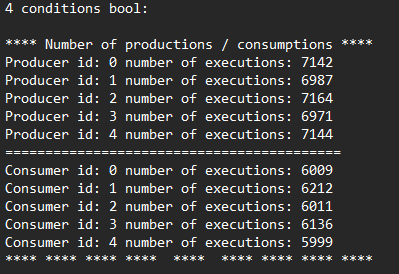 4 conditions bool:
**** Number of productions / consumptions ****
Producer id: 0 number of executions: 7142
Producer id: 1 number of executions: 6987
Producer id: 2 number of executions: 7164
Producer id: 3 number of executions: 6971
Producer id: 4 number of executions: 7144
==========================================
Consumer id: 0 number of executions: 6009
Consumer id: 1 number of executions: 6212
Consumer id: 2 number of executions: 6011
Consumer id: 3 number of executions: 6136
Consumer id: 4 number of executions: 5999
**** **** **** ****  ****  **** **** **** ****